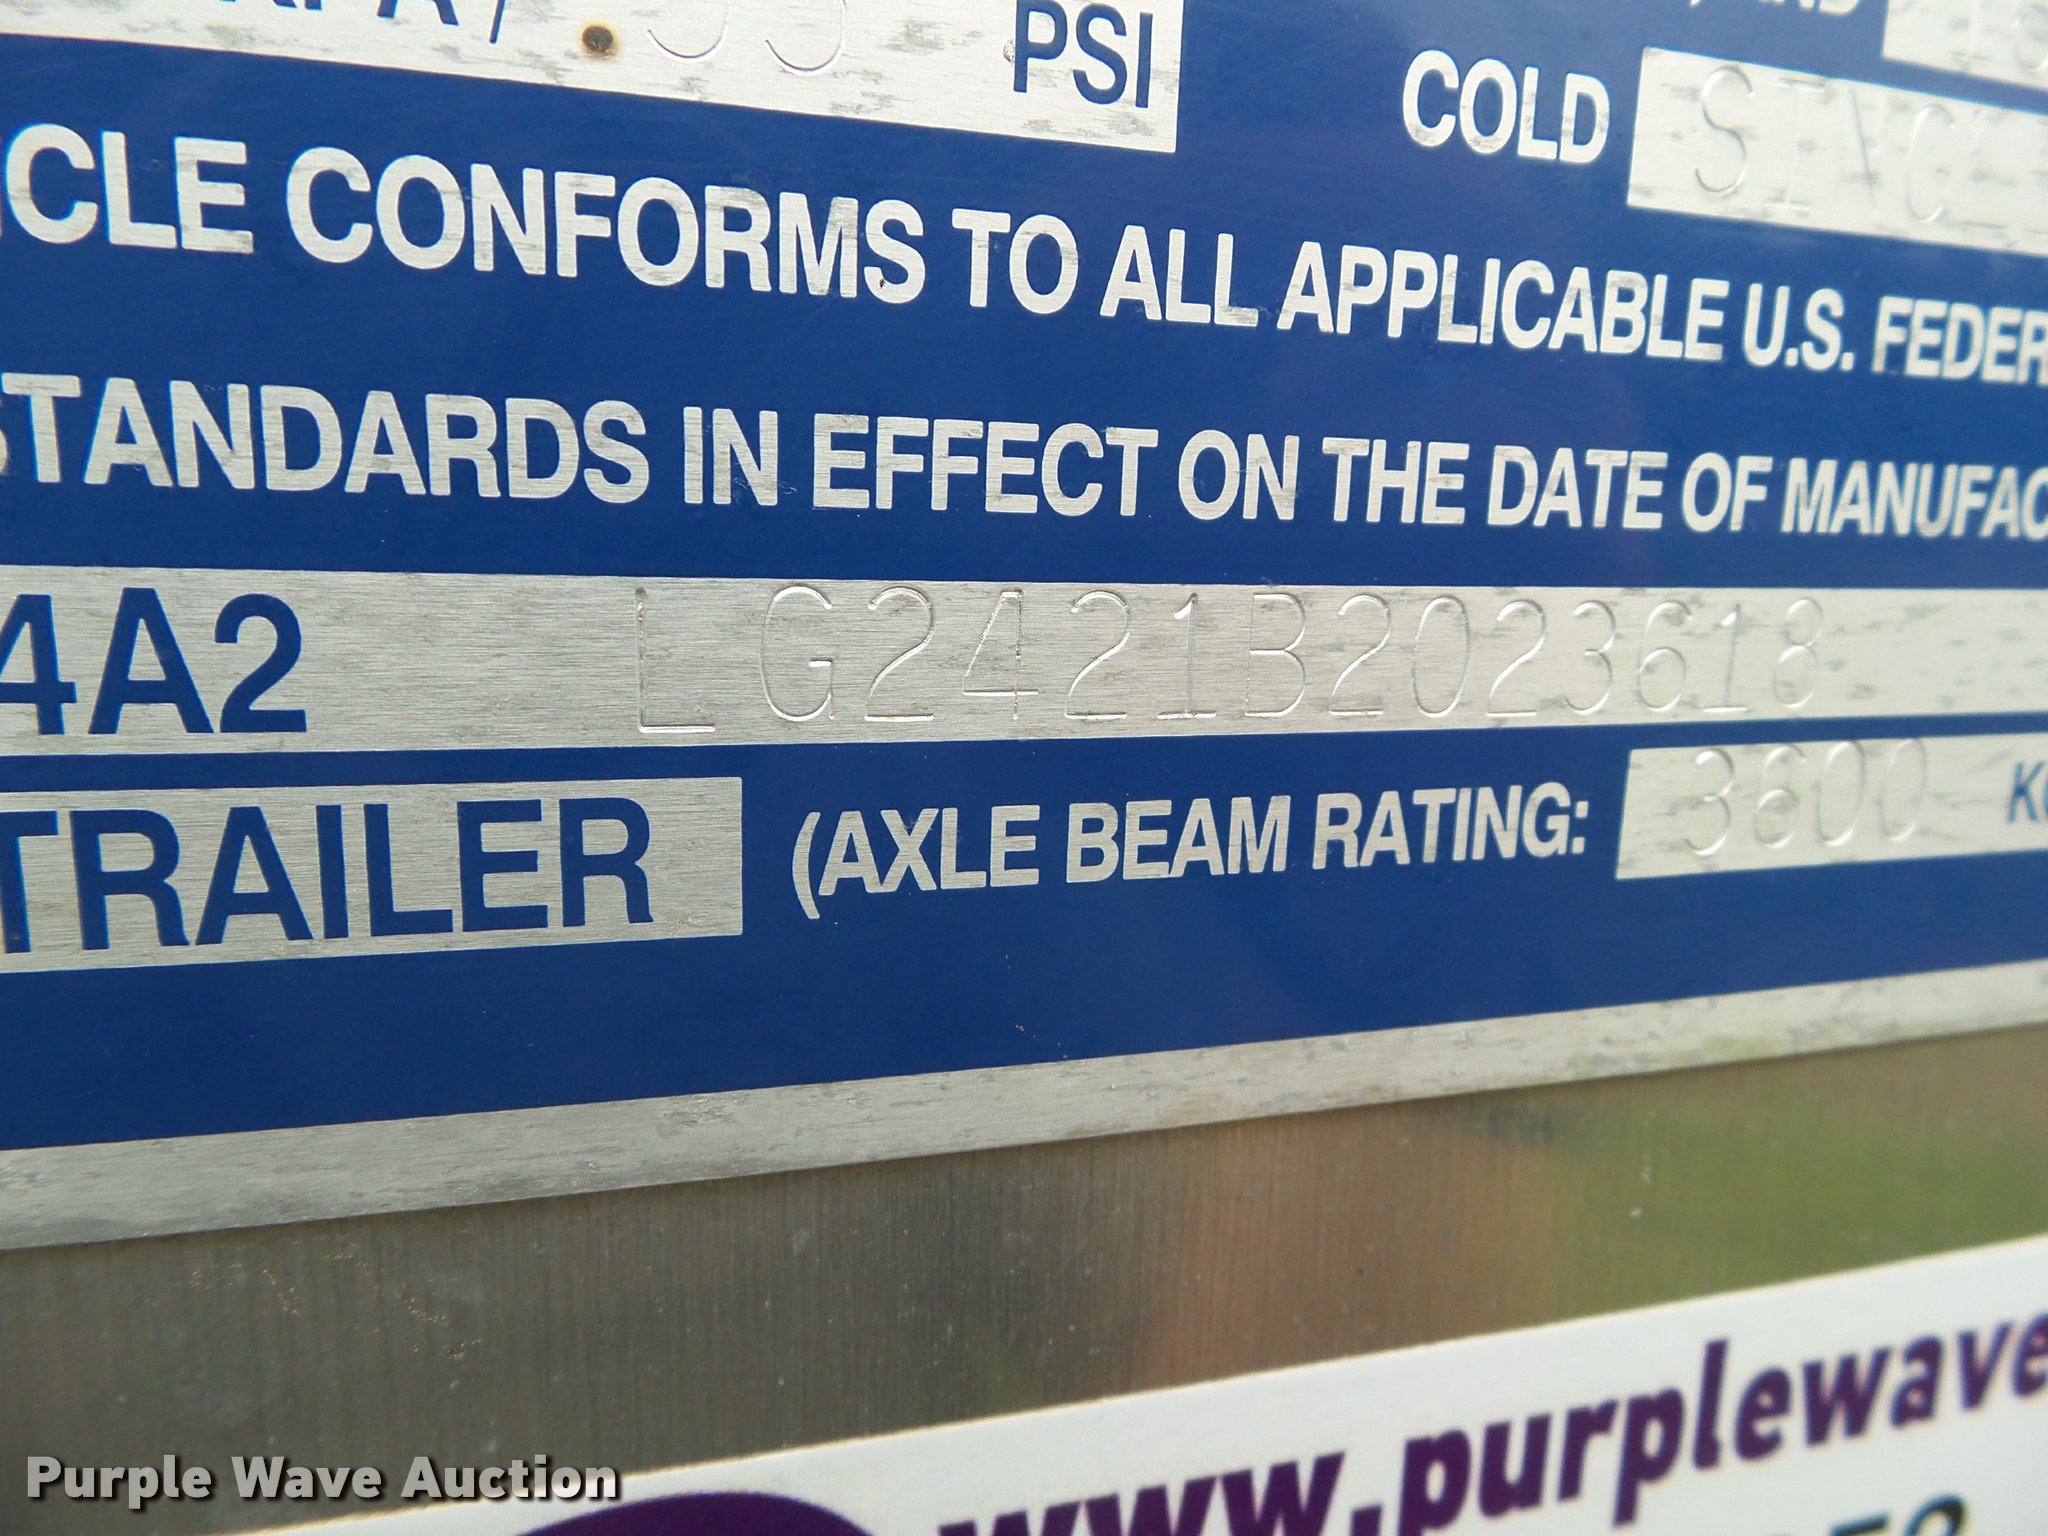 PSI
COLD
CLE CONFORMS TO ALL APPLICABLE U.S. FEDER
STANDARDS IN EFFECT ON THE DATE OF MANUFAC
4A2 LG2421B2023618
TRAILER (AXLE BEAM RATING: 3600
www.purplewave
Purple Wave Auction